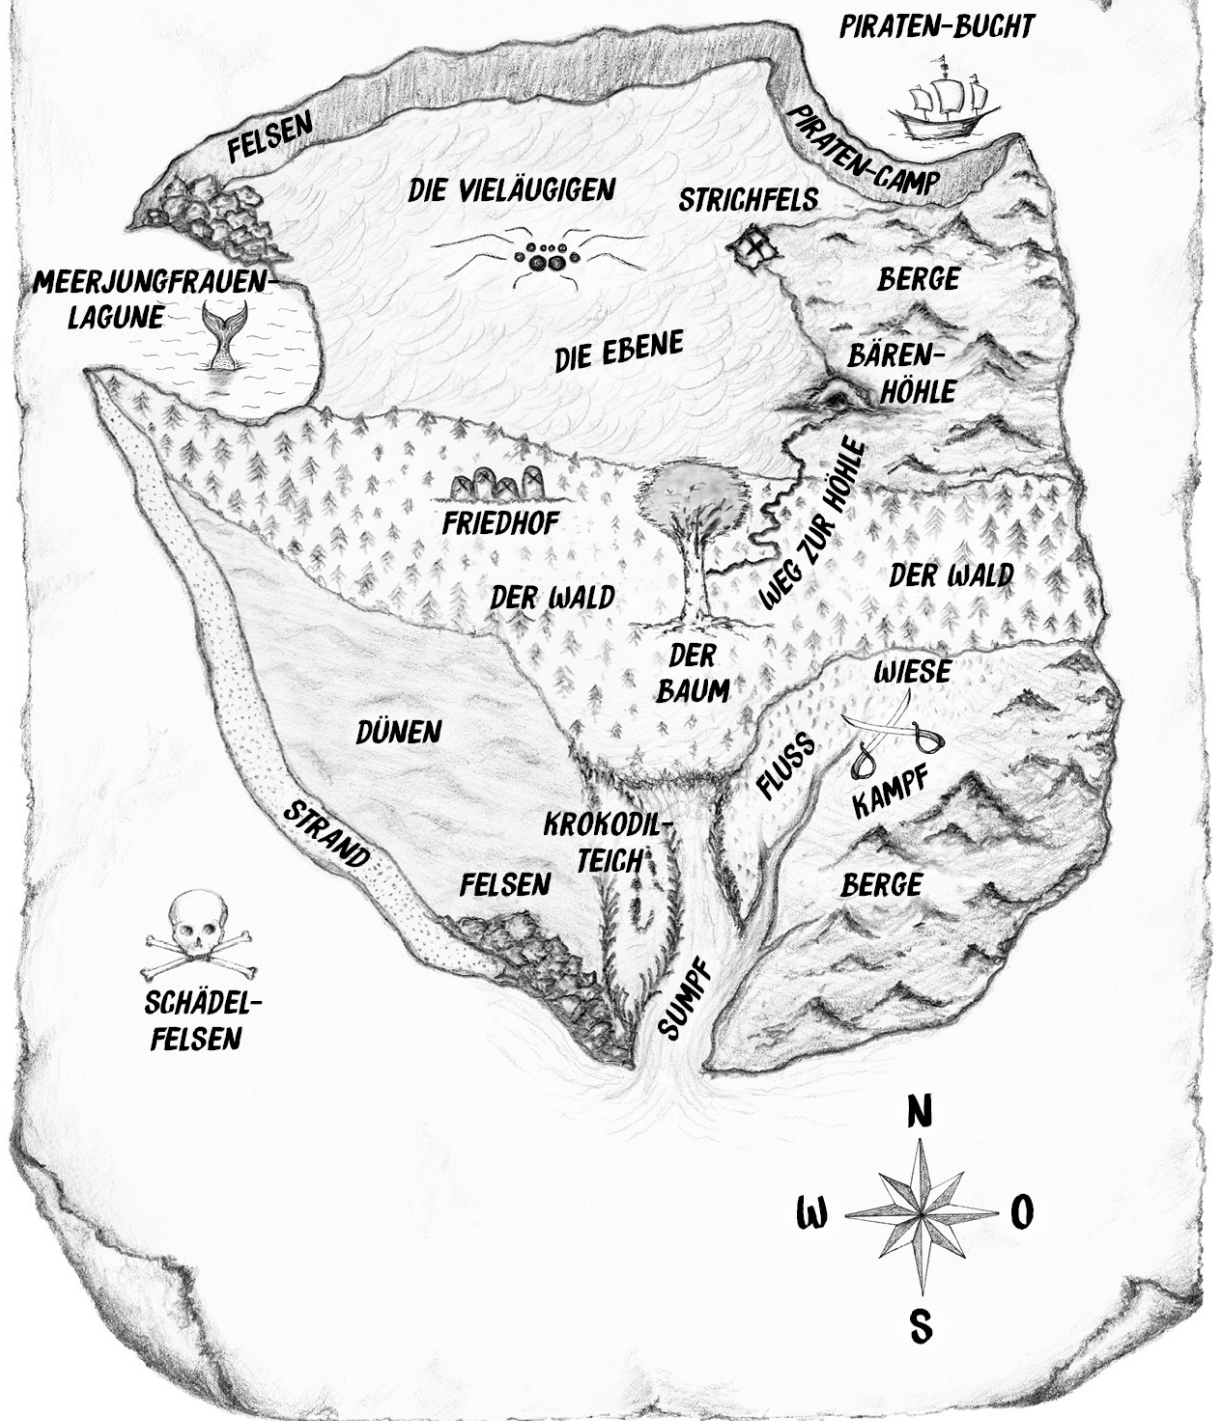 PIRATEN-BUCHT
FELSEN
PIRATEN-CAMP
DIE VIELÄUGIGEN
STRICHFELS
MEERJUNGFRAUEN-
LAGUNE
BERGE
DIE EBENE
BÄREN-
HÖHLE
WEG ZUR HÖHLE
FRIEDHOF
DER WALD
DER WALD
DER
BAUM
WIESE
DÜNEN
FLUSS
KAMPF
STRAND
KROKODIL-
TEICH
FELSEN
BERGE
SUMPF
SCHÄDEL-
FELSEN
N
W
O
S